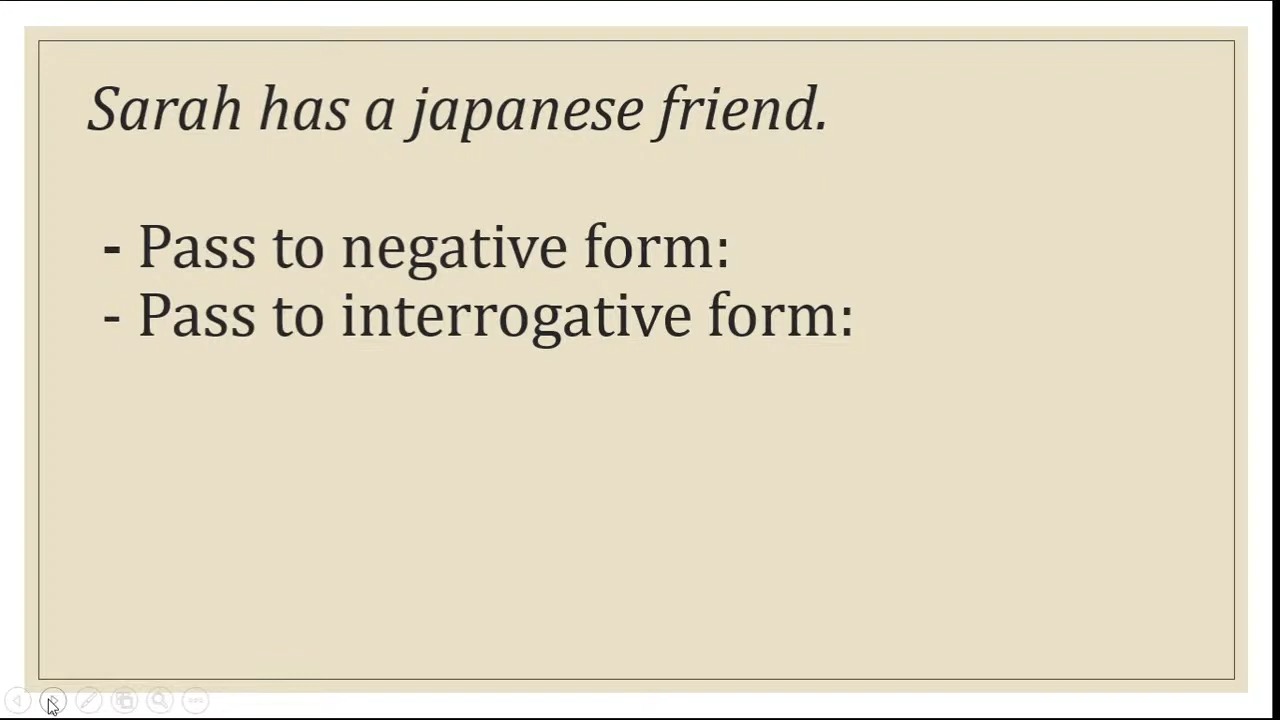 Sarah has a japanese friend.
- Pass to negative form:
- Pass to interrogative form: